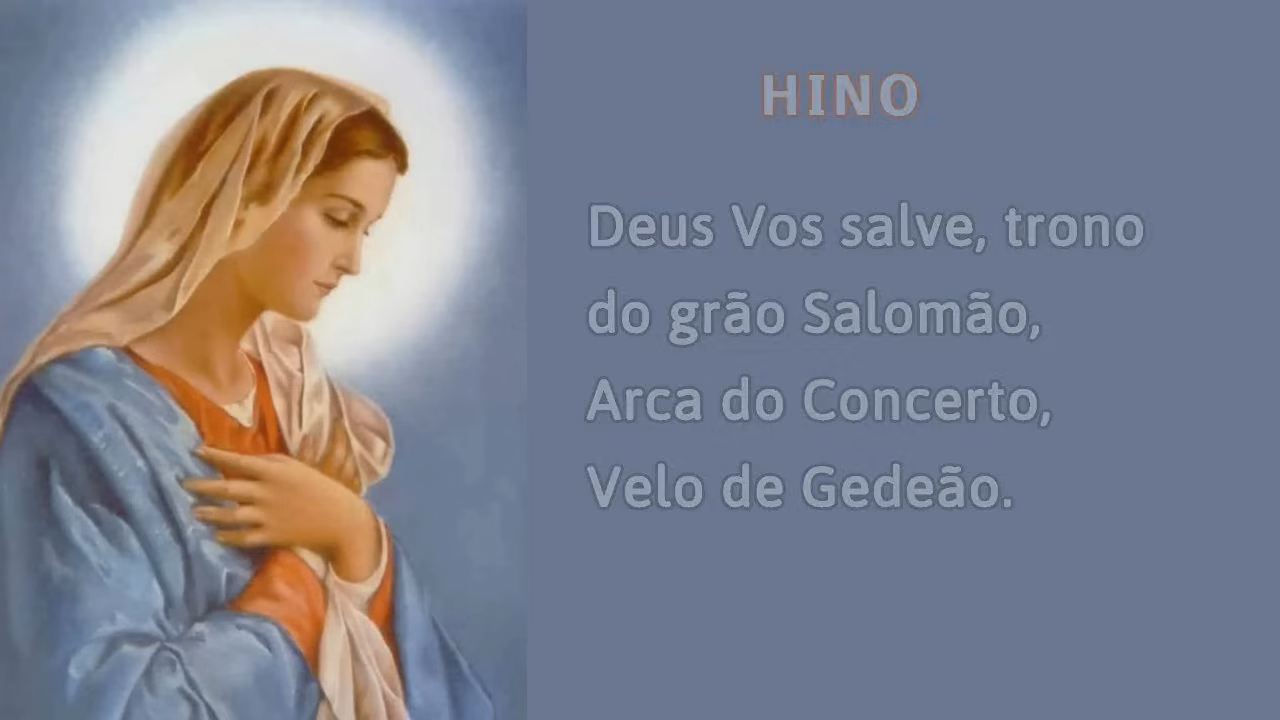 HINO
Deus Vos salve, trono
do grão Salomão,
Arca do Concerto,
Velo de Gedeão.